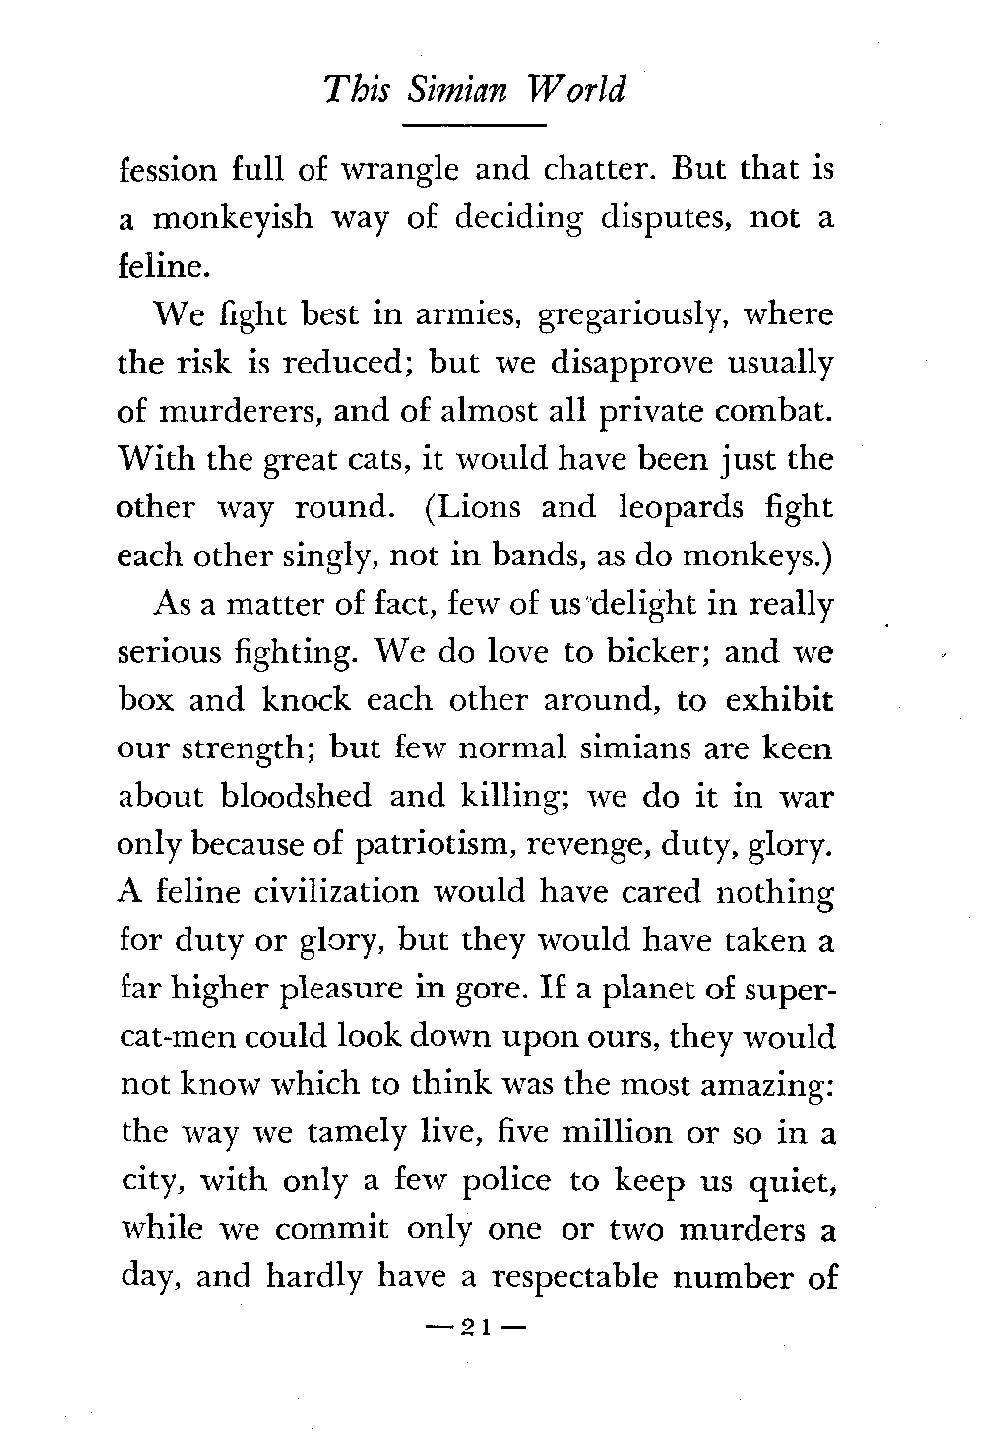 This Simian World
fession full of wrangle and chatter. But that is
a monkeyish way of deciding disputes, not a
feline.
We fight best in armies, gregariously, where
the risk is reduced; but we disapprove usually
of murderers, and of almost all private combat.
With the great cats, it would have been just the
other way round. (Lions and leopards fight
each other singly, not in bands, as do monkeys.)
As a matter of fact, few of us delight in really
serious fighting. We do love to bicker; and we
box and knock each other around, to exhibit
our strength; but few normal simians are keen
about bloodshed and killing; we do it in war
only because of patriotism, revenge, duty, glory.
A feline civilization would have cared nothing
for duty or glory, but they would have taken a
far higher pleasure in gore. If a planet of super-
cat-men could look down upon ours, they would
not know which to think was the most amazing:
the way we tamely live, five million or so in a
city, with only a few police to keep us quiet,
while we commit only one or two murders a
day, and hardly have a respectable number of
— 21 —